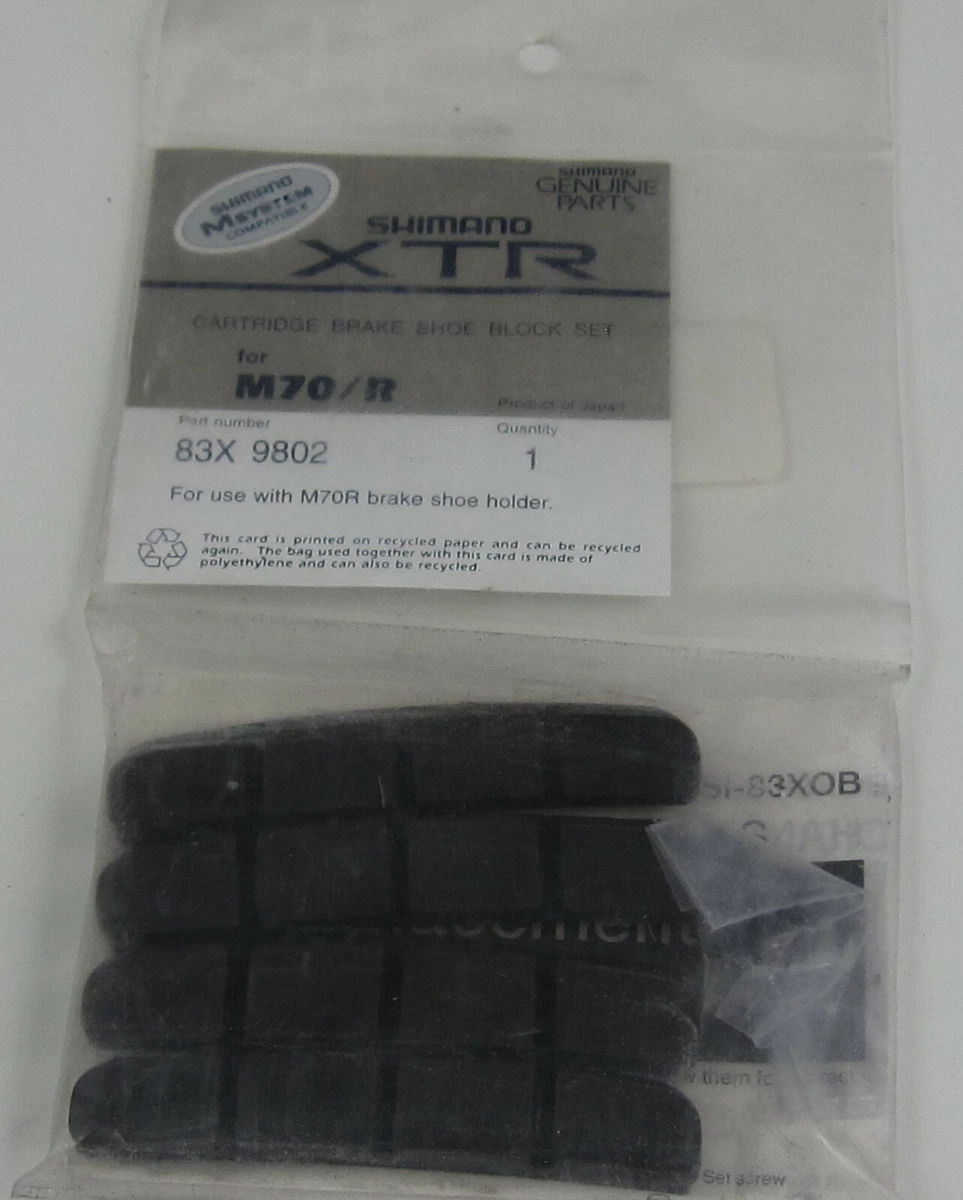 SHIMANO
M SYSTEM
COMPATIBLE
SHIMANO
GENUINE
PARTS
SHIMANO
XTR
CARTRIDGE BRAKE SHOE BLOCK SET
for
M70/R
Product of Japan
Part number
Quantity
83X 9802
1
For use with M70R brake shoe holder.
This card is printed on recycled paper and can be recycled
again. The bag used together with this card is made of
polyethylene and can also be recycled.
SI-83XOB
them
Set screw